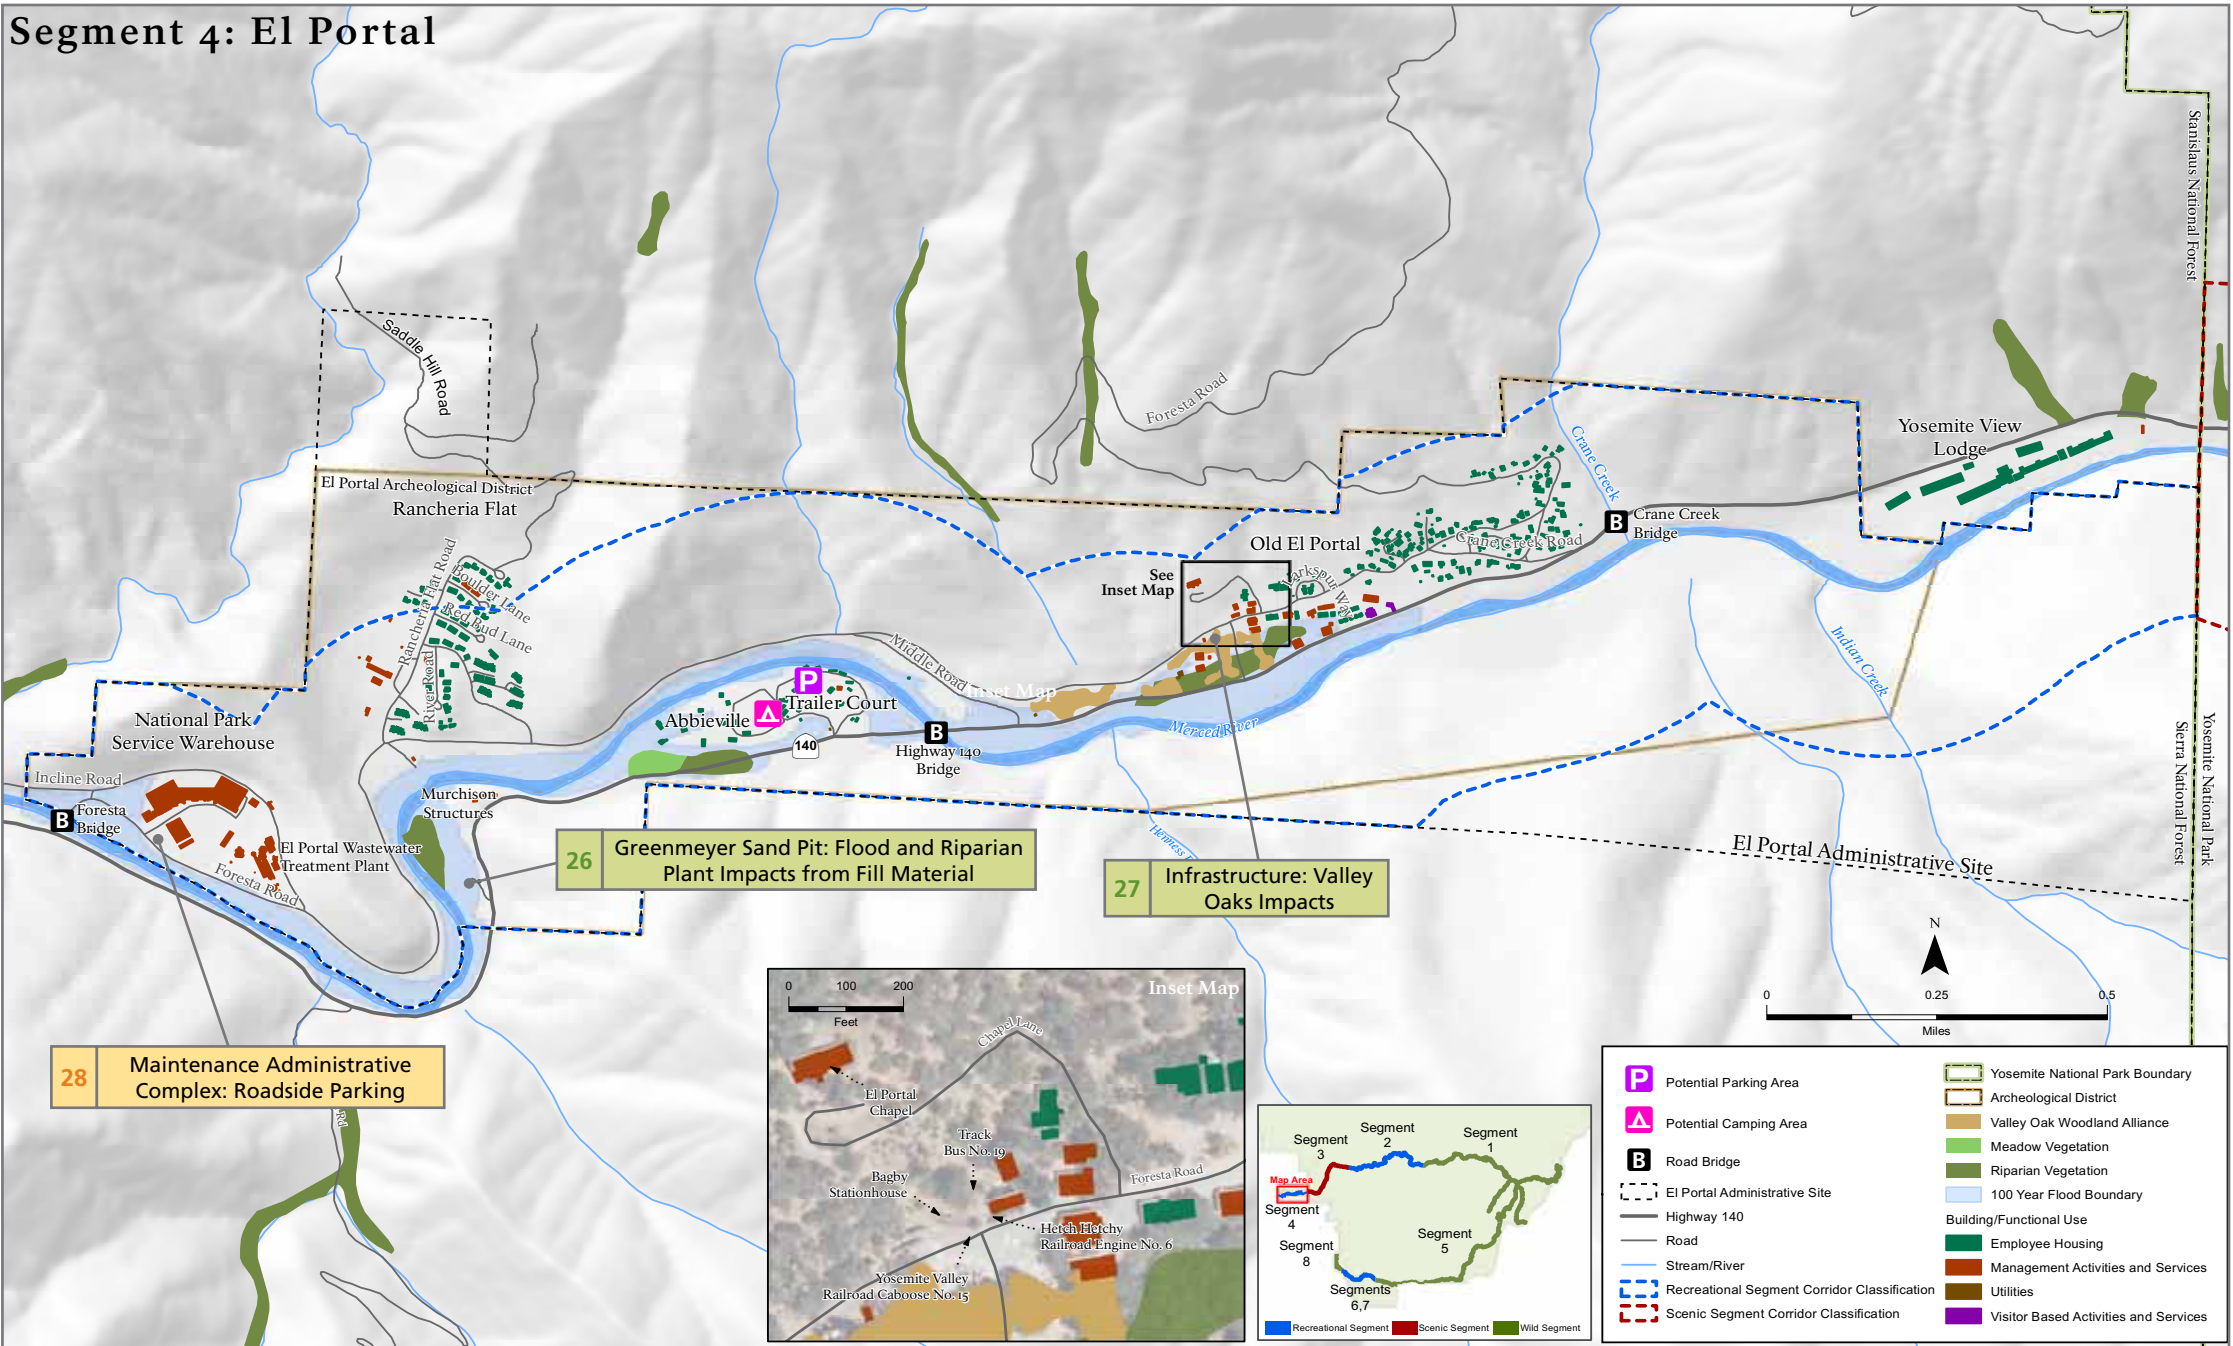 Segment 4: El Portal
Stanislaus National Forest
Saddle Hill Road
Foresta Road
Crane Creek
Yosemite View
Lodge
El Portal Archeological District
Rancheria Flat
B
Crane Creek
Bridge
Crane Creek Road
Old El Portal
See
Inset Map
Larkspur Way
Rancheria Flat Road
Boulder Lane
Red Bud Lane
River Road
Middle Road
Inset Map
Indian Creek
P
Trailer Court
Abbieville
140
B
Highway 140
Bridge
Merced River
National Park
Service Warehouse
Incline Road
B
Foresta
Bridge
Murchison
Structures
El Portal Wastewater
Treatment Plant
Foresta Road
26
Greenmeyer Sand Pit: Flood and Riparian
Plant Impacts from Fill Material
Henness
27
Infrastructure: Valley
Oaks Impacts
El Portal Administrative Site
Sierra National Forest
Yosemite National Park
28
Maintenance Administrative
Complex: Roadside Parking
Rd
N
0 0.25 0.5
Miles
0 100 200
Feet
Inset Map
Chapel Lane
El Portal
Chapel
Track
Bus No. 19
Bagby
Stationhouse
Foresta Road
Hetch Hetchy
Railroad Engine No. 6
Yosemite Valley
Railroad Caboose No. 15
Segment
3
Segment
2
Segment
1
Map Area
Segment
4
Segment
8
Segment
5
Segments
6,7
Recreational Segment
Scenic Segment
Wild Segment
P
Potential Parking Area
Potential Camping Area
B
Road Bridge
El Portal Administrative Site
Highway 140
Road
Stream/River
Recreational Segment Corridor Classification
Scenic Segment Corridor Classification
Yosemite National Park Boundary
Archeological District
Valley Oak Woodland Alliance
Meadow Vegetation
Riparian Vegetation
100 Year Flood Boundary
Building/Functional Use
Employee Housing
Management Activities and Services
Utilities
Visitor Based Activities and Services